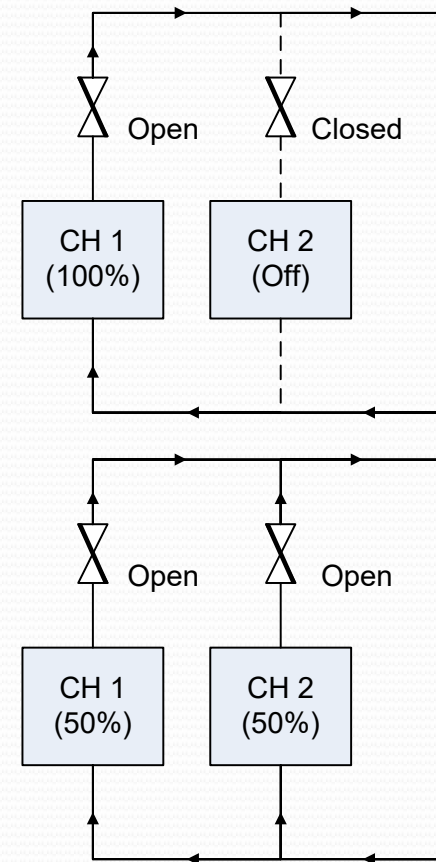 Open
Closed
CH 1
(100%)
CH 2
(Off)
Open
Open
CH 1
(50%)
CH 2
(50%)